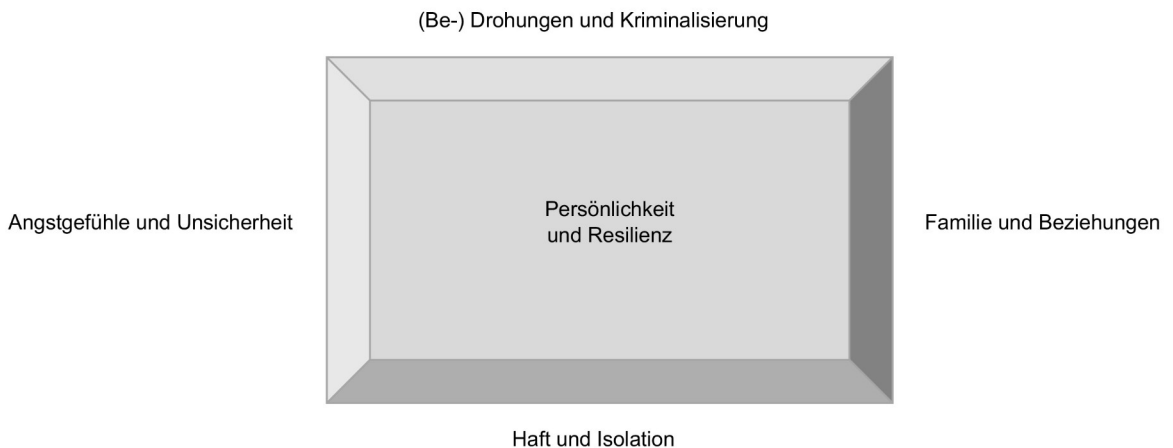 (Be-) Drohungen und Kriminalisierung
Angstgefühle und Unsicherheit
Persönlichkeit
und Resilienz
Familie und Beziehungen
Haft und Isolation